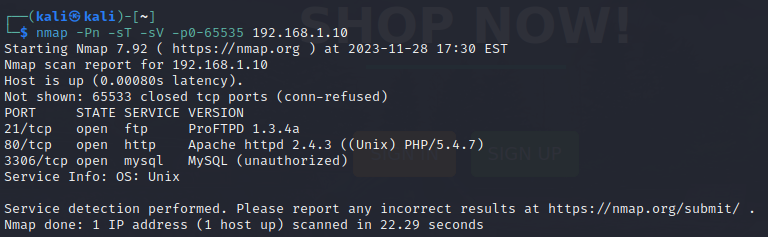 SHOP NOW!
┌──(kali㉿kali)-[~]
└─$ nmap -Pn -sT -sV -p0-65535 192.168.1.10
Starting Nmap 7.92 ( https://nmap.org ) at 2023-11-28 17:30 EST
Nmap scan report for 192.168.1.10
Host is up (0.00080s latency).
Not shown: 65533 closed tcp ports (conn-refused)
PORT     STATE SERVICE VERSION
21/tcp   open  ftp     ProFTPD 1.3.4a
80/tcp   open  http    Apache httpd 2.4.3 ((Unix) PHP/5.4.7)
3306/tcp open  mysql   MySQL (unauthorized)
SIGN UP
Service Info: OS: Unix
Service detection performed. Please report any incorrect results at https://nmap.org/submit/ .
Nmap done: 1 IP address (1 host up) scanned in 22.29 seconds